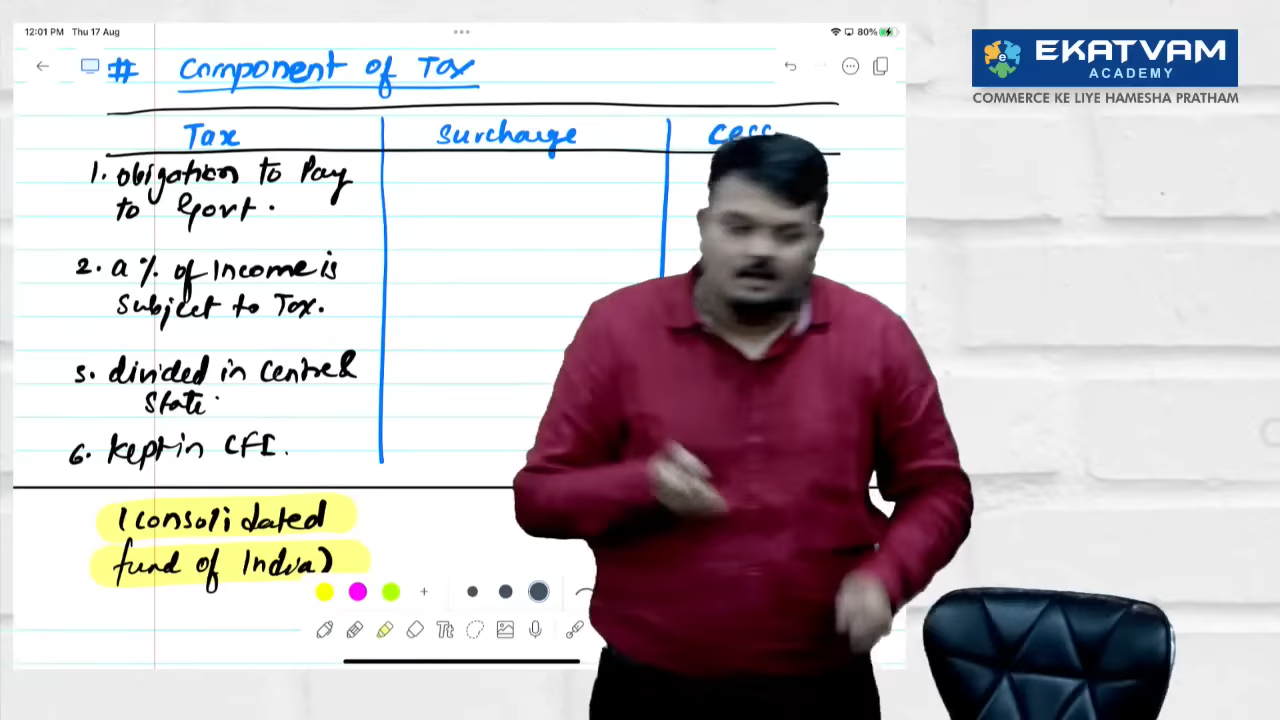 12:01 PM Thu 17 Aug
80%
# Component of Tax
Tax
Surcharge
Cess
1. obligation to Pay
to Govt.
2. a % of Income is
Subject to Tax.
5. divided in Centre &
State.
6. Kept in CFI.
(Consolidated
fund of India)
Tt
EKATVAM
ACADEMY
COMMERCE KE LIYE HAMESHA PRATHAM